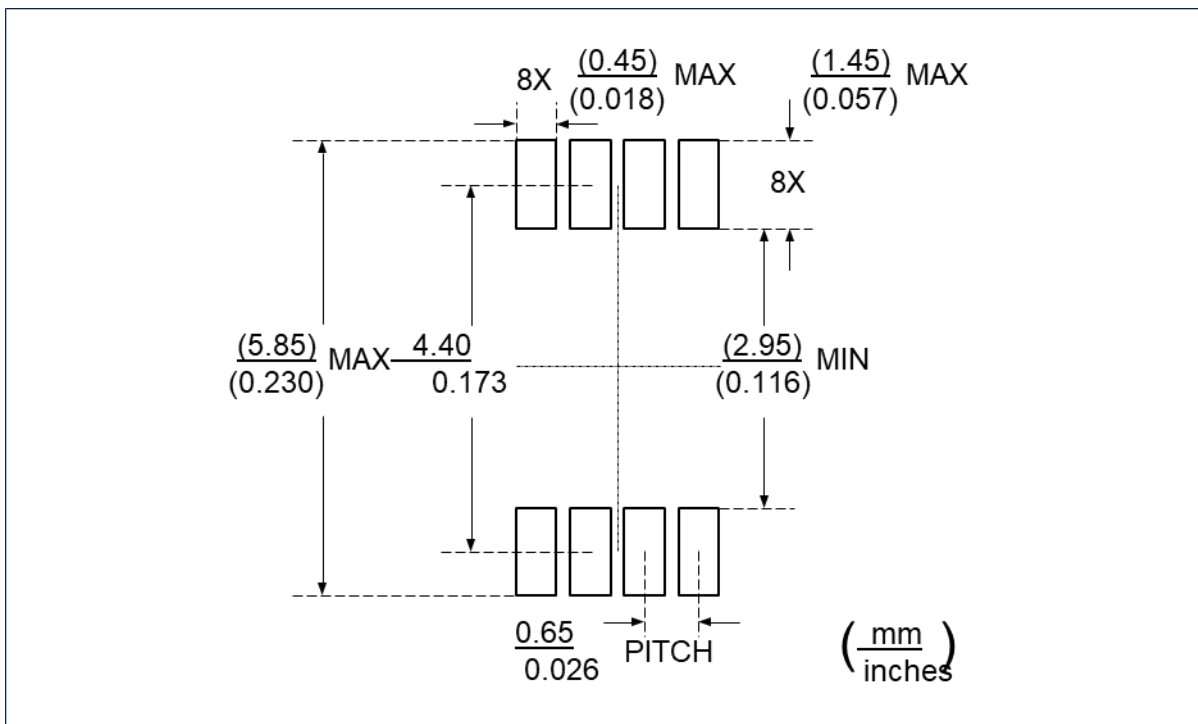 8X (0.45) MAX
(0.018)
(1.45) MAX
(0.057)
8X
(5.85) MAX
(0.230)
4.40
0.173
(2.95) MIN
(0.116)
0.65
0.026
PITCH
(mm
inches)